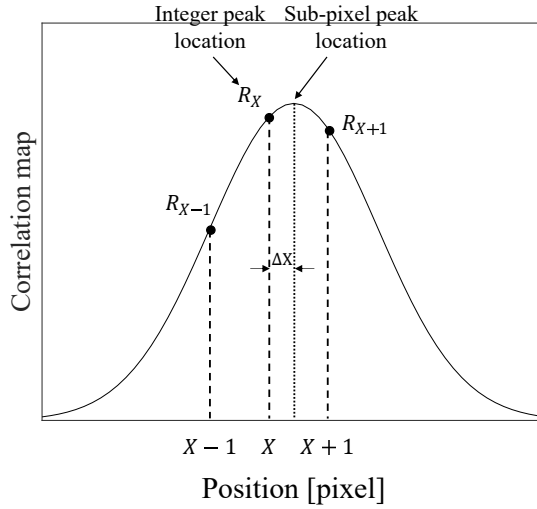 Integer peak
location
Sub-pixel peak
location
R_X
R_{X+1}
R_{X−1}
ΔX
Correlation map
X − 1
X
X + 1
Position [pixel]